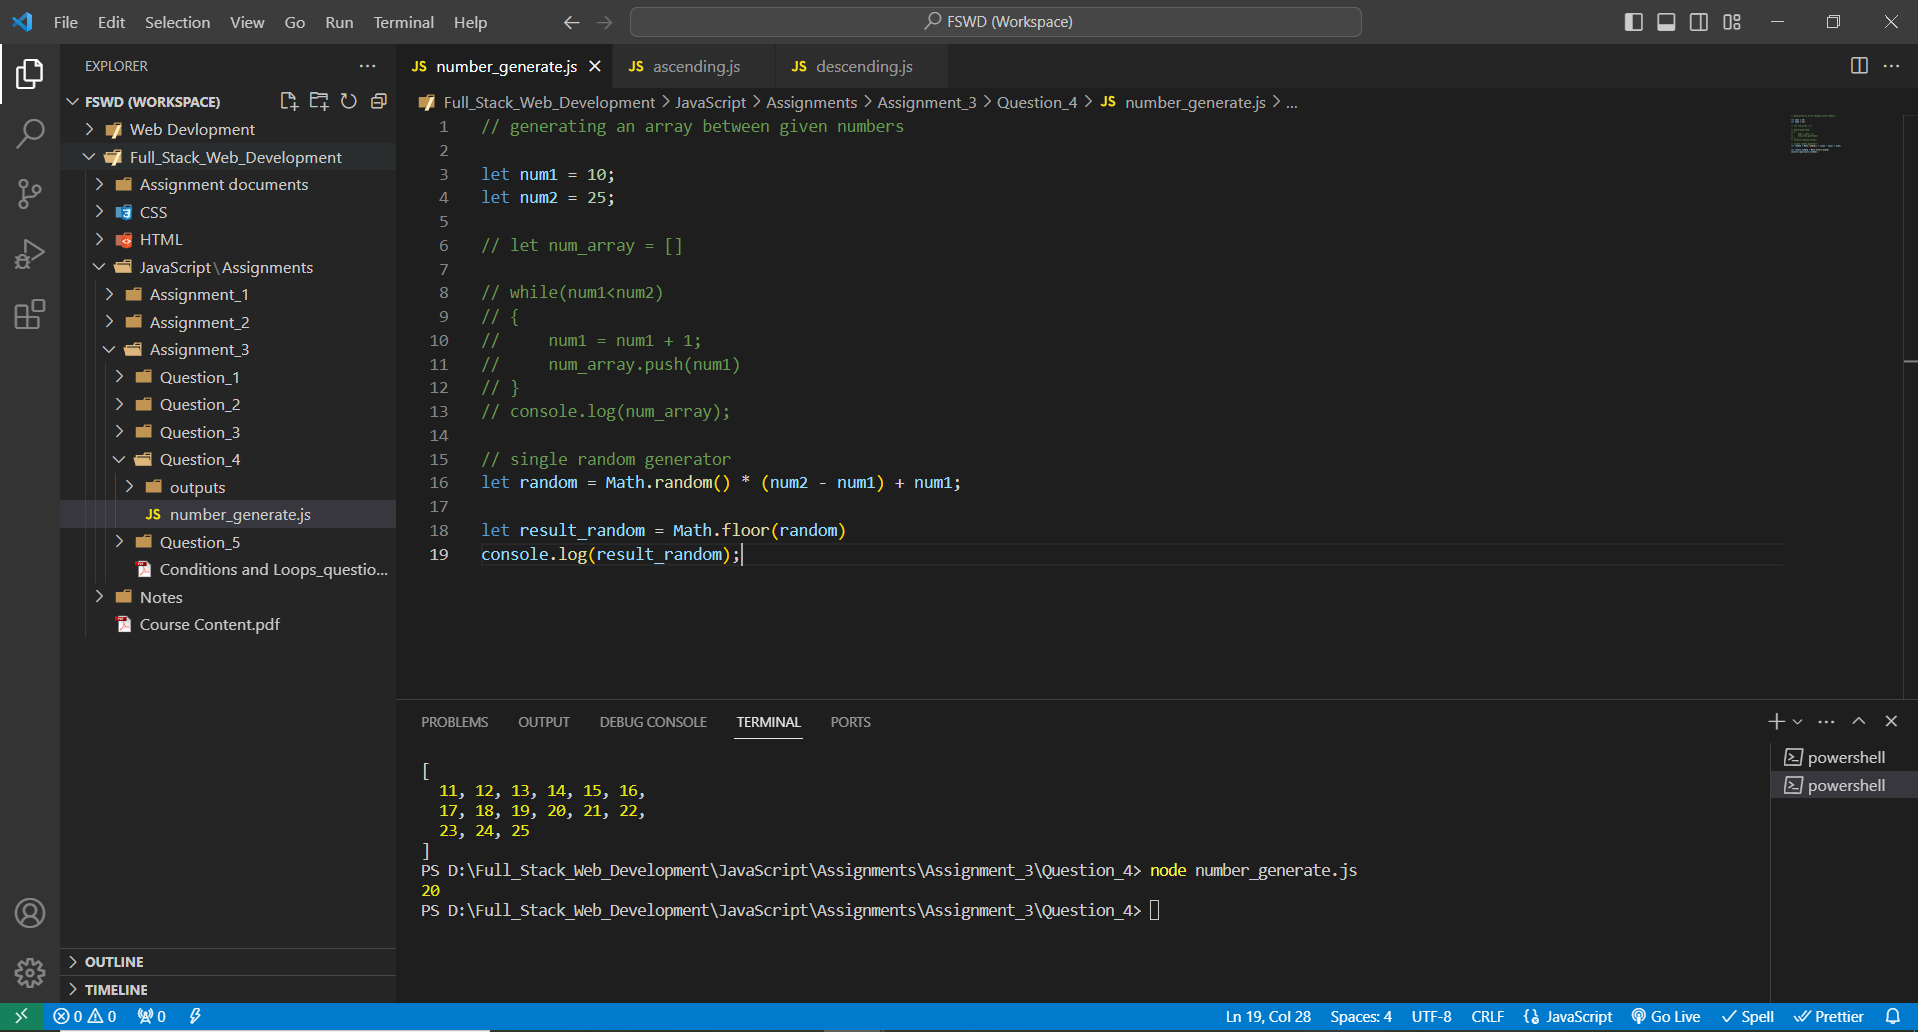 File Edit Selection View Go Run Terminal Help
FSWD (Workspace)
EXPLORER
FSWD (WORKSPACE)
Web Devlopment
Full_Stack_Web_Development
Assignment documents
CSS
HTML
JavaScript\Assignments
Assignment_1
Assignment_2
Assignment_3
Question_1
Question_2
Question_3
Question_4
outputs
JS number_generate.js
Question_5
Conditions and Loops_questio...
Notes
Course Content.pdf
OUTLINE
TIMELINE
JS number_generate.js JS ascending.js JS descending.js
Full_Stack_Web_Development > JavaScript > Assignments > Assignment_3 > Question_4 > JS number_generate.js > ...
1 // generating an array between given numbers
2
3 let num1 = 10;
4 let num2 = 25;
5
6 // let num_array = []
7
8 // while(num1<num2)
9 // {
10 //     num1 = num1 + 1;
11 //     num_array.push(num1)
12 // }
13 // console.log(num_array);
14
15 // single random generator
16 let random = Math.random() * (num2 - num1) + num1;
17
18 let result_random = Math.floor(random)
19 console.log(result_random);
PROBLEMS OUTPUT DEBUG CONSOLE TERMINAL PORTS
[
11, 12, 13, 14, 15, 16,
17, 18, 19, 20, 21, 22,
23, 24, 25
]
PS D:\Full_Stack_Web_Development\JavaScript\Assignments\Assignment_3\Question_4> node number_generate.js
20
PS D:\Full_Stack_Web_Development\JavaScript\Assignments\Assignment_3\Question_4>
powershell
powershell
0 0 0 Ln 19, Col 28 Spaces: 4 UTF-8 CRLF JavaScript Go Live Spell Prettier